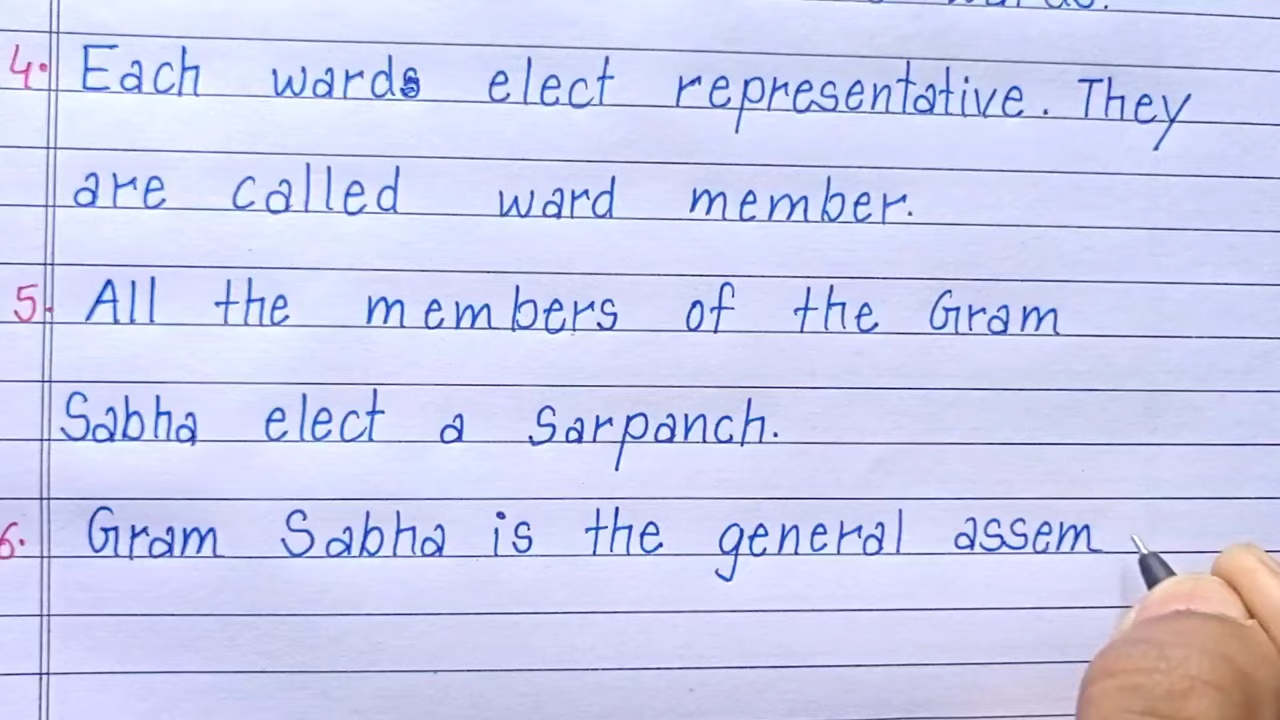 4. Each wards elect representative. They
are called ward member.
5. All the members of the Gram
Sabha elect a Sarpanch.
6. Gram Sabha is the general assem